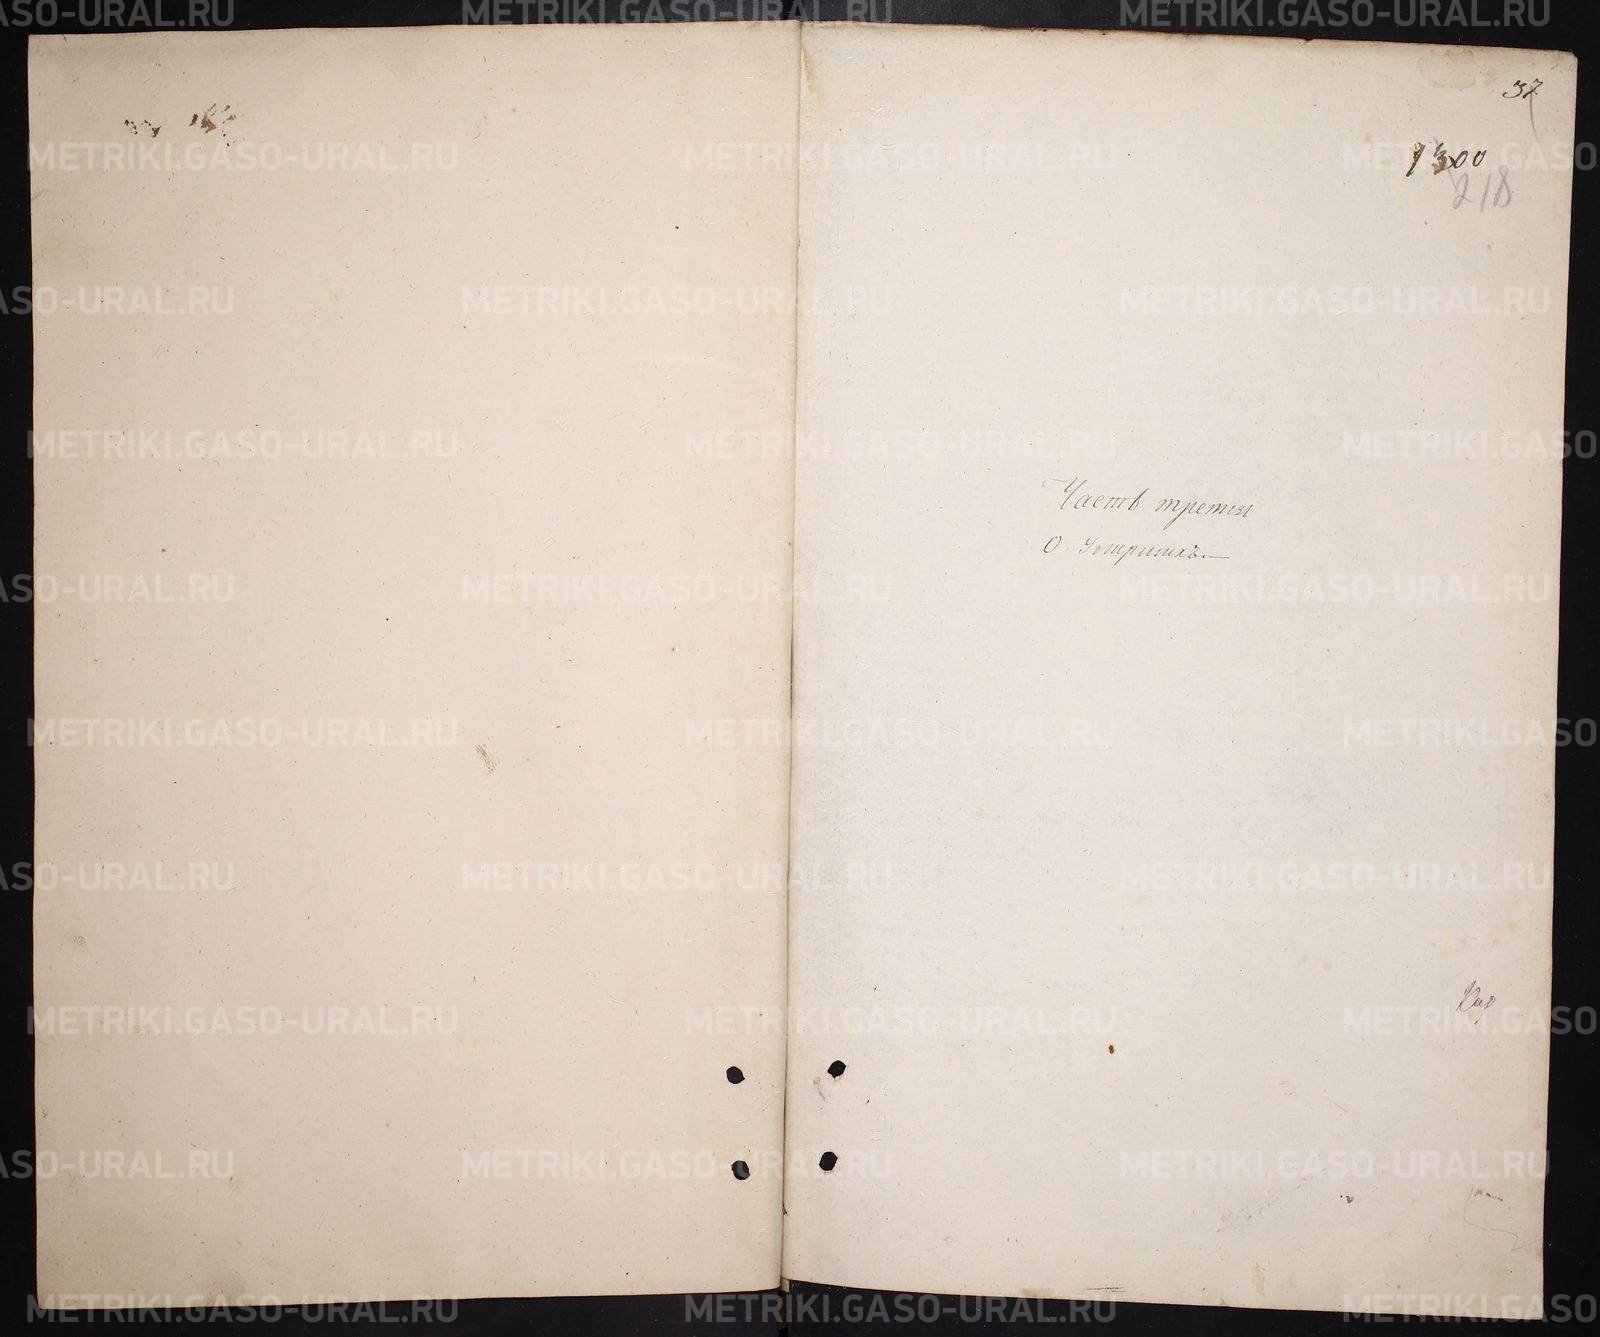 37
218
Часть третья
О Умершихъ.—
METRIKI.GASO-URAL.RU